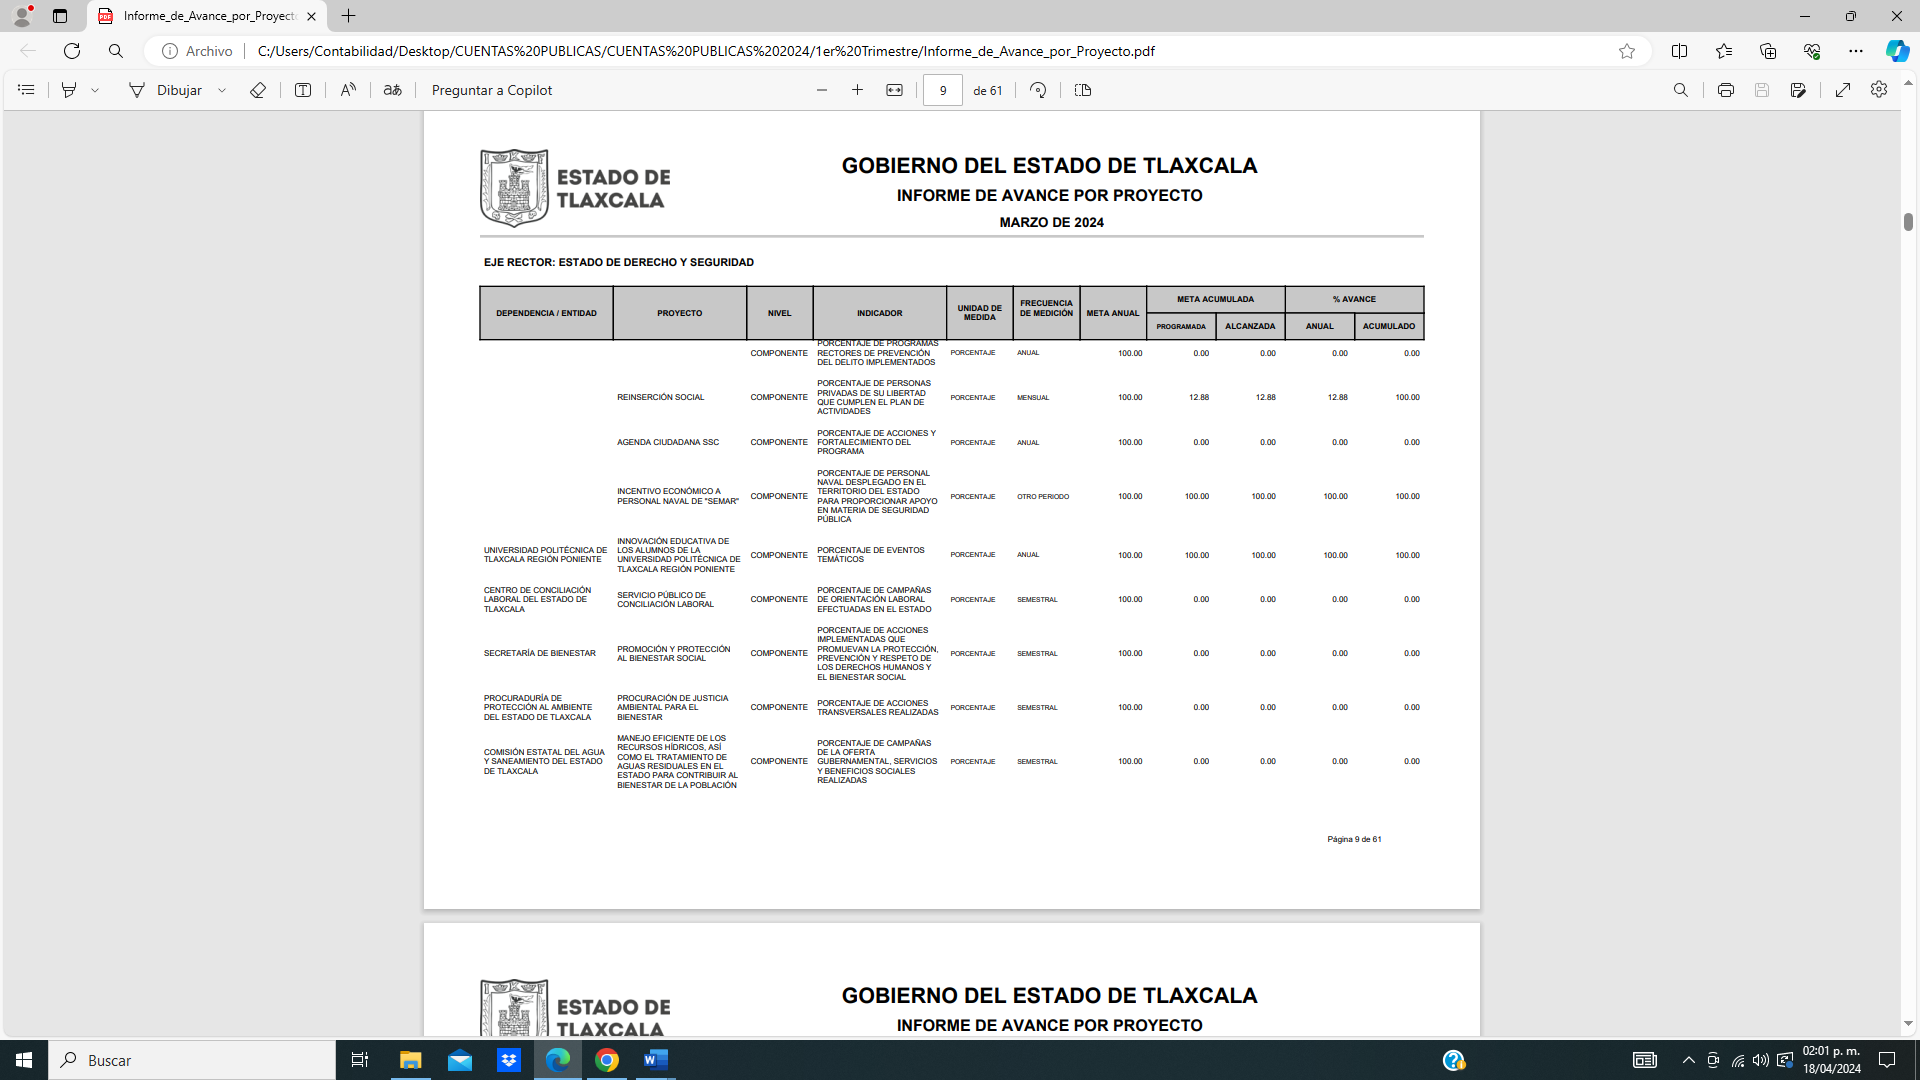 Informe_de_Avance_por_Proyecto
Archivo
C:/Users/Contabilidad/Desktop/CUENTAS%20PUBLICAS/CUENTAS%20PUBLICAS%202024/1er%20Trimestre/Informe_de_Avance_por_Proyecto.pdf
Dibujar
Preguntar a Copilot
9 de 61
ESTADO DE
TLAXCALA
GOBIERNO DEL ESTADO DE TLAXCALA
INFORME DE AVANCE POR PROYECTO
MARZO DE 2024
EJE RECTOR: ESTADO DE DERECHO Y SEGURIDAD
DEPENDENCIA / ENTIDAD
PROYECTO
NIVEL
INDICADOR
UNIDAD DE
MEDIDA
FRECUENCIA
DE MEDICIÓN
META ANUAL
META ACUMULADA
PROGRAMADA
ALCANZADA
% AVANCE
ANUAL
ACUMULADO
COMPONENTE
PORCENTAJE DE PROGRAMAS
RECTORES DE PREVENCIÓN
DEL DELITO IMPLEMENTADOS
PORCENTAJE
ANUAL
100.00 0.00 0.00 0.00 0.00
REINSERCIÓN SOCIAL
COMPONENTE
PORCENTAJE DE PERSONAS
PRIVADAS DE SU LIBERTAD
QUE CUMPLEN EL PLAN DE
ACTIVIDADES
PORCENTAJE
MENSUAL
100.00 12.88 12.88 12.88 100.00
AGENDA CIUDADANA SSC
COMPONENTE
PORCENTAJE DE ACCIONES Y
FORTALECIMIENTO DEL
PROGRAMA
PORCENTAJE
ANUAL
100.00 0.00 0.00 0.00 0.00
INCENTIVO ECONÓMICO A
PERSONAL NAVAL DE "SEMAR"
COMPONENTE
PORCENTAJE DE PERSONAL
NAVAL DESPLEGADO EN EL
TERRITORIO DEL ESTADO
PARA PROPORCIONAR APOYO
EN MATERIA DE SEGURIDAD
PÚBLICA
PORCENTAJE
OTRO PERIODO
100.00 100.00 100.00 100.00 100.00
UNIVERSIDAD POLITÉCNICA DE
TLAXCALA REGIÓN PONIENTE
INNOVACIÓN EDUCATIVA DE
LOS ALUMNOS DE LA
UNIVERSIDAD POLITÉCNICA DE
TLAXCALA REGIÓN PONIENTE
COMPONENTE
PORCENTAJE DE EVENTOS
TEMÁTICOS
PORCENTAJE
ANUAL
100.00 100.00 100.00 100.00 100.00
CENTRO DE CONCILIACIÓN
LABORAL DEL ESTADO DE
TLAXCALA
SERVICIO PÚBLICO DE
CONCILIACIÓN LABORAL
COMPONENTE
PORCENTAJE DE CAMPAÑAS
DE ORIENTACIÓN LABORAL
EFECTUADAS EN EL ESTADO
PORCENTAJE
SEMESTRAL
100.00 0.00 0.00 0.00 0.00
SECRETARÍA DE BIENESTAR
PROMOCIÓN Y PROTECCIÓN
AL BIENESTAR SOCIAL
COMPONENTE
PORCENTAJE DE ACCIONES
IMPLEMENTADAS QUE
PROMUEVAN LA PROTECCIÓN,
PREVENCIÓN Y RESPETO DE
LOS DERECHOS HUMANOS Y
EL BIENESTAR SOCIAL
PORCENTAJE
SEMESTRAL
100.00 0.00 0.00 0.00 0.00
PROCURADURÍA DE
PROTECCIÓN AL AMBIENTE
DEL ESTADO DE TLAXCALA
PROCURACIÓN DE JUSTICIA
AMBIENTAL PARA EL
BIENESTAR
COMPONENTE
PORCENTAJE DE ACCIONES
TRANSVERSALES REALIZADAS
PORCENTAJE
SEMESTRAL
100.00 0.00 0.00 0.00 0.00
COMISIÓN ESTATAL DEL AGUA
Y SANEAMIENTO DEL ESTADO
DE TLAXCALA
MANEJO EFICIENTE DE LOS
RECURSOS HÍDRICOS, ASÍ
COMO EL TRATAMIENTO DE
AGUAS RESIDUALES EN EL
ESTADO PARA CONTRIBUIR AL
BIENESTAR DE LA POBLACIÓN
COMPONENTE
PORCENTAJE DE CAMPAÑAS
DE LA OFERTA
GUBERNAMENTAL, SERVICIOS
Y BENEFICIOS SOCIALES
REALIZADAS
PORCENTAJE
SEMESTRAL
100.00 0.00 0.00 0.00 0.00
Página 9 de 61
ESTADO DE
TLAXCALA
GOBIERNO DEL ESTADO DE TLAXCALA
INFORME DE AVANCE POR PROYECTO
Buscar
02:01 p. m.
18/04/2024